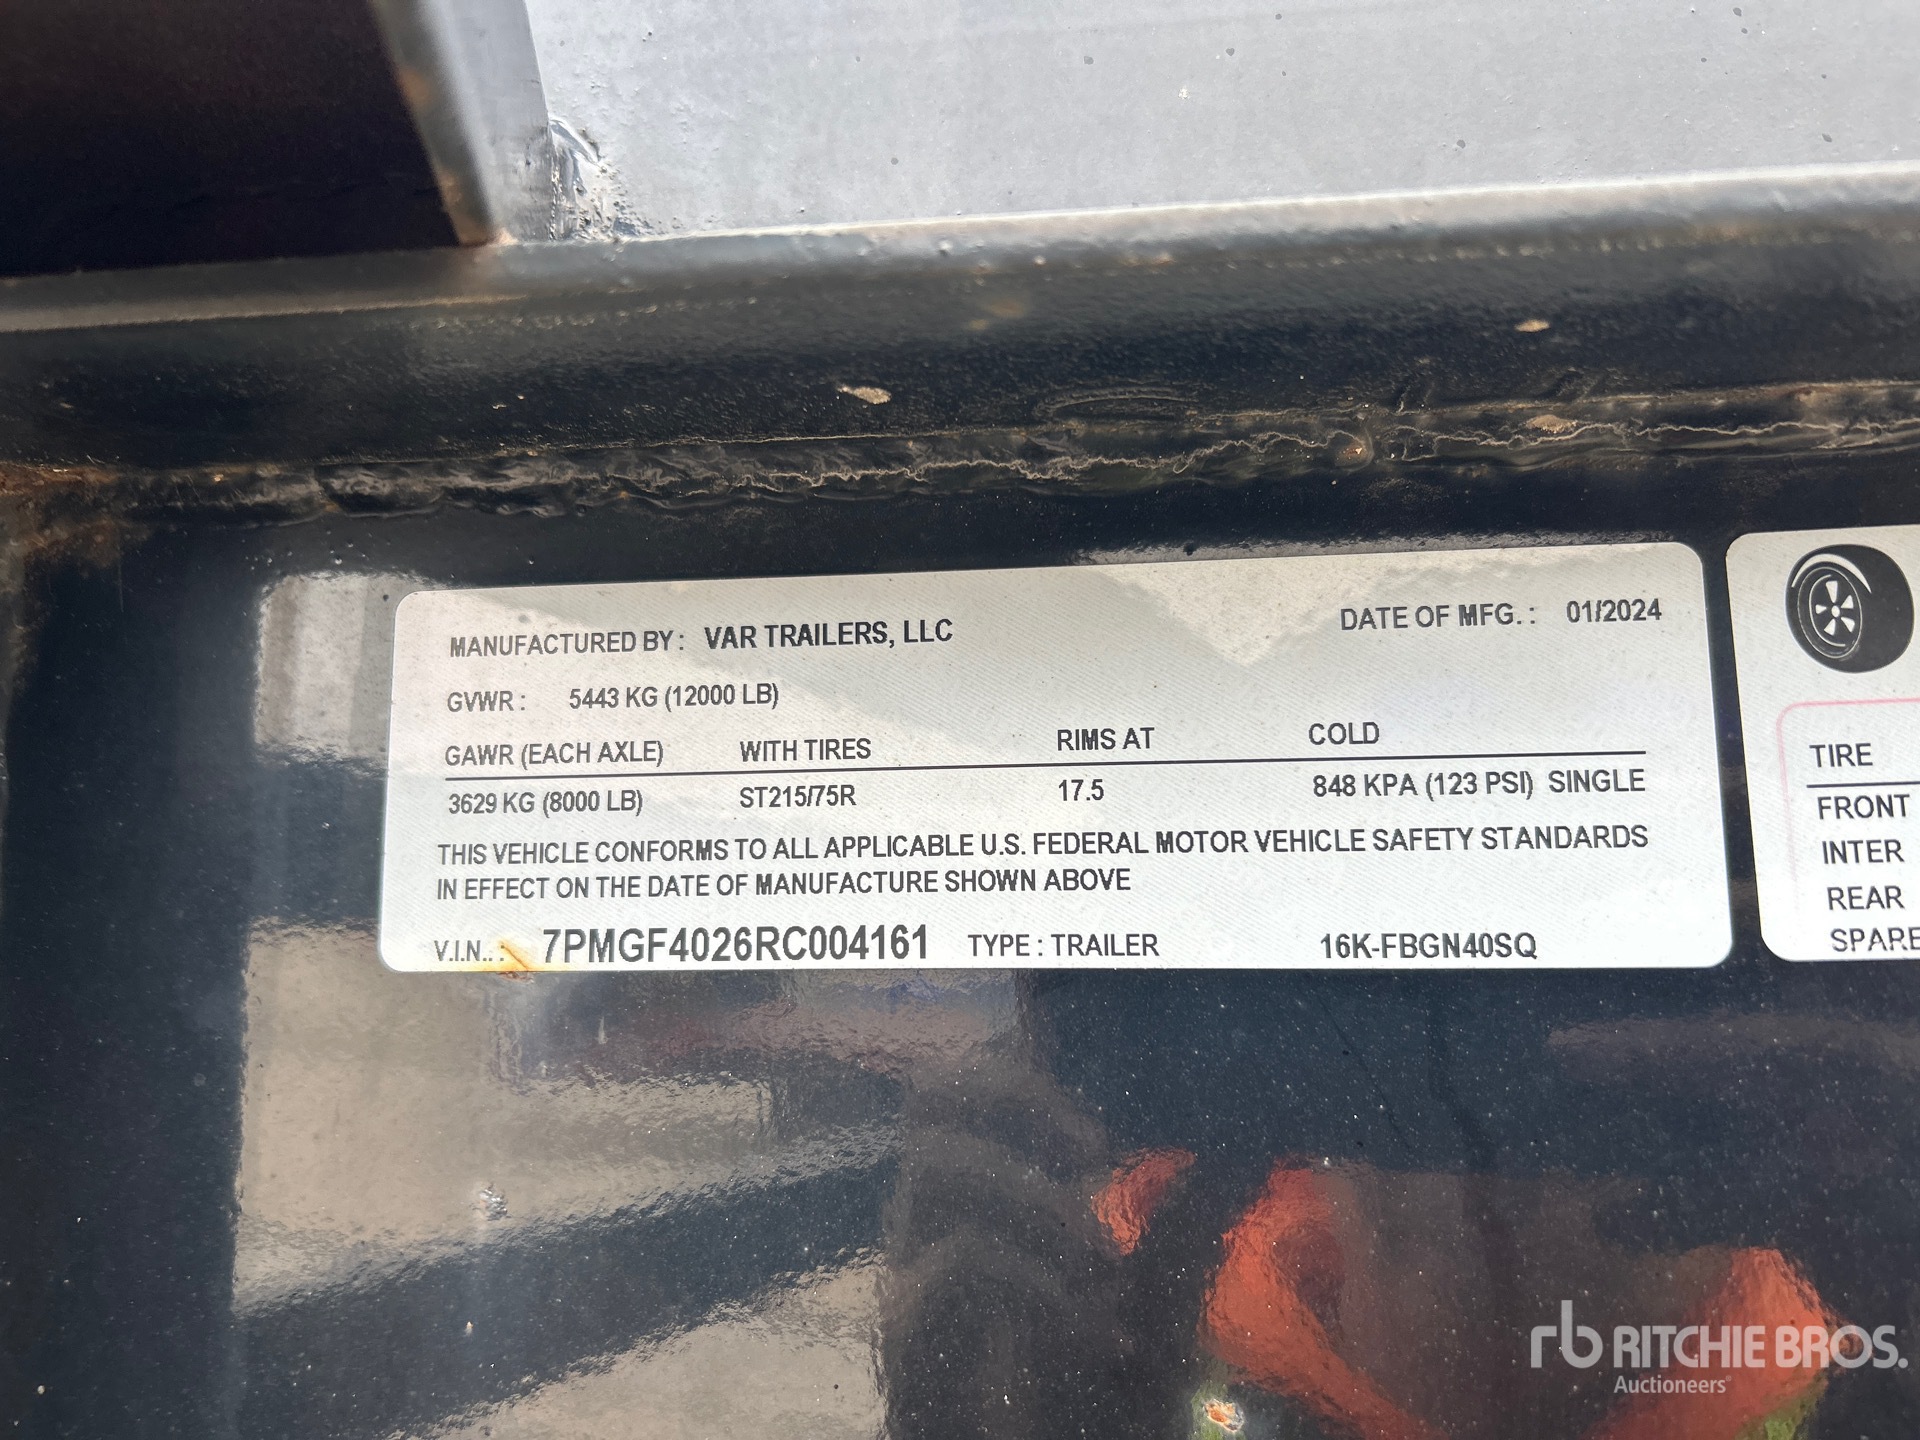 MANUFACTURED BY : VAR TRAILERS, LLC DATE OF MFG. : 01/2024
GVWR : 5443 KG (12000 LB)
GAWR (EACH AXLE) WITH TIRES RIMS AT COLD
3629 KG (8000 LB) ST215/75R 17.5 848 KPA (123 PSI) SINGLE
THIS VEHICLE CONFORMS TO ALL APPLICABLE U.S. FEDERAL MOTOR VEHICLE SAFETY STANDARDS
IN EFFECT ON THE DATE OF MANUFACTURE SHOWN ABOVE
V.I.N.. : 7PMGF4026RC004161 TYPE : TRAILER 16K-FBGN40SQ
TIRE
FRONT
INTER
REAR
SPARE
rb RITCHIE BROS.
Auctioneers